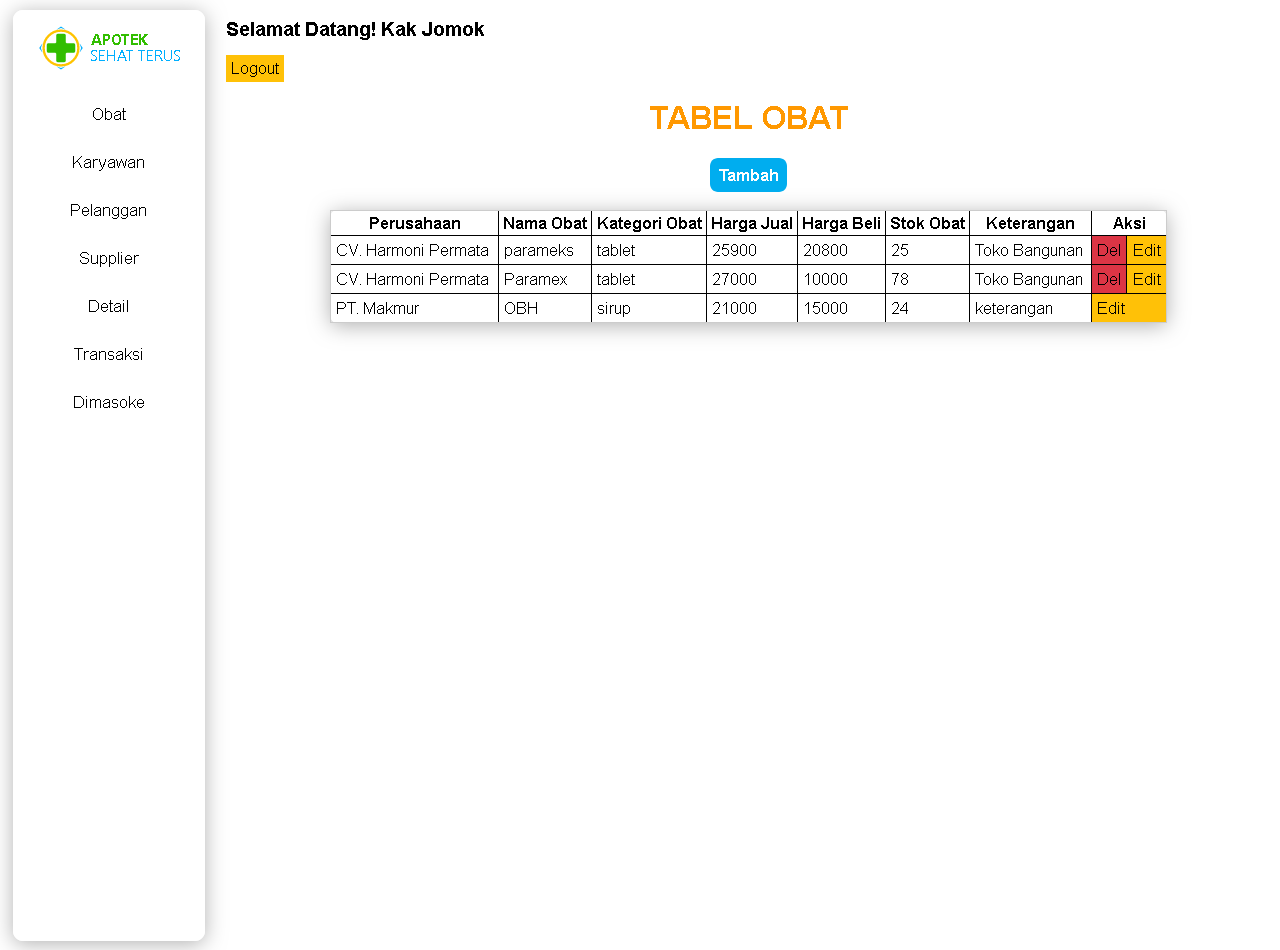 APOTEK
SEHAT TERUS
Obat
Karyawan
Pelanggan
Supplier
Detail
Transaksi
Dimasoke
Selamat Datang! Kak Jomok
Logout
TABEL OBAT
Tambah
Perusahaan Nama Obat Kategori Obat Harga Jual Harga Beli Stok Obat Keterangan Aksi
CV. Harmoni Permata parameks tablet 25900 20800 25 Toko Bangunan Del Edit
CV. Harmoni Permata Paramex tablet 27000 10000 78 Toko Bangunan Del Edit
PT. Makmur OBH sirup 21000 15000 24 keterangan Edit